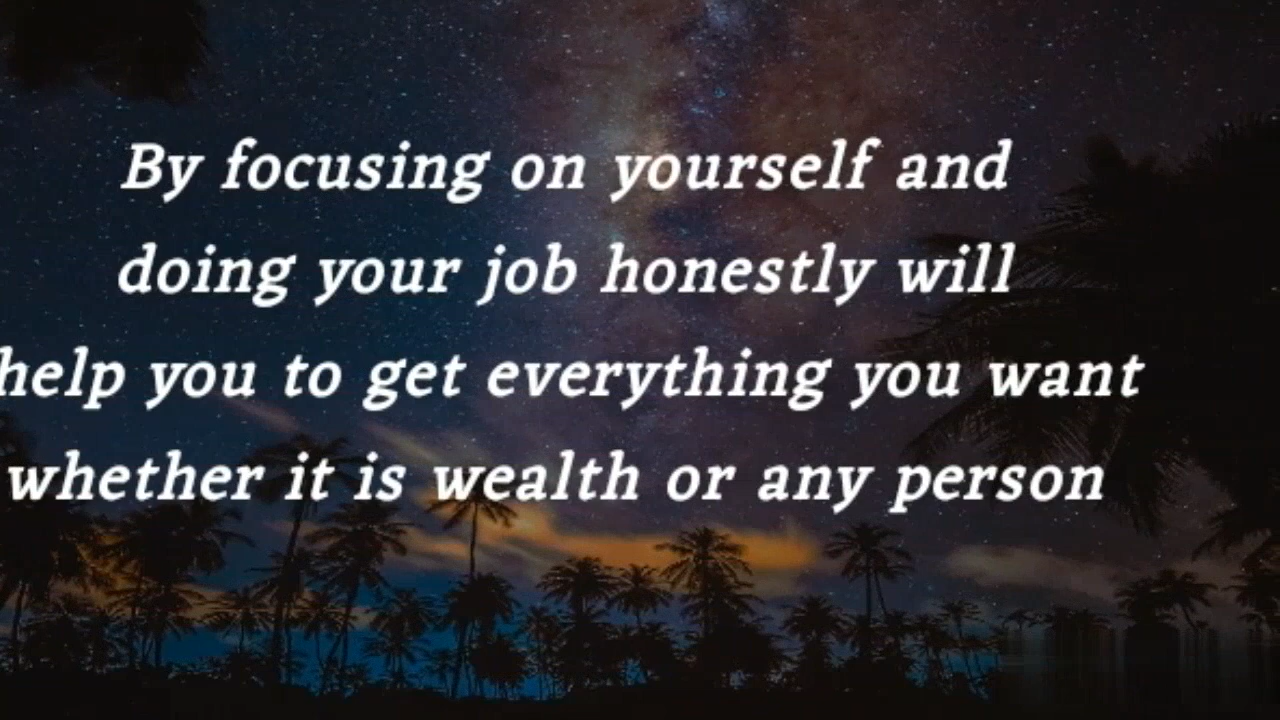 By focusing on yourself and
doing your job honestly will
help you to get everything you want
whether it is wealth or any person